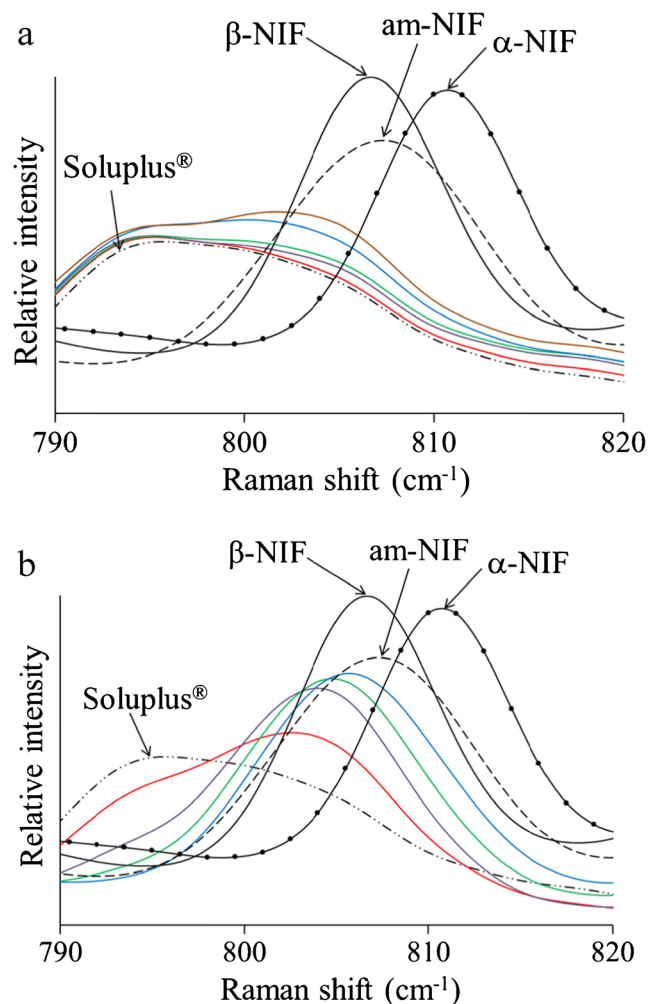 a
β-NIF
am-NIF
α-NIF
Soluplus®
Relative intensity
790
800
810
820
Raman shift (cm-1)
b
β-NIF
am-NIF
α-NIF
Soluplus®
Relative intensity
790
800
810
820
Raman shift (cm-1)